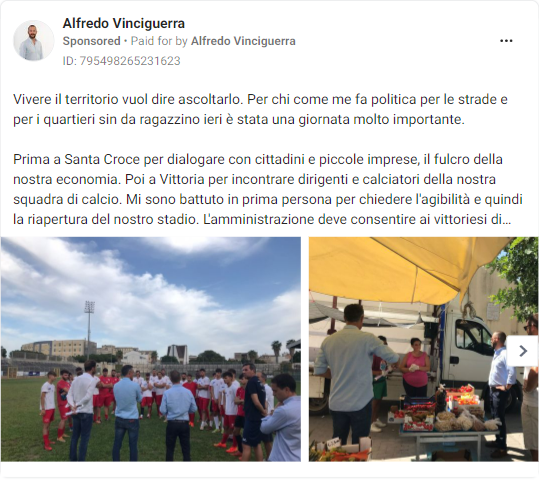 Alfredo Vinciguerra
Sponsored • Paid for by Alfredo Vinciguerra
ID: 795498265231623
Vivere il territorio vuol dire ascoltarlo. Per chi come me fa politica per le strade e
per i quartieri sin da ragazzino ieri è stata una giornata molto importante.
Prima a Santa Croce per dialogare con cittadini e piccole imprese, il fulcro della
nostra economia. Poi a Vittoria per incontrare dirigenti e calciatori della nostra
squadra di calcio. Mi sono battuto in prima persona per chiedere l'agibilità e quindi
la riapertura del nostro stadio. L'amministrazione deve consentire ai vittoriesi di...